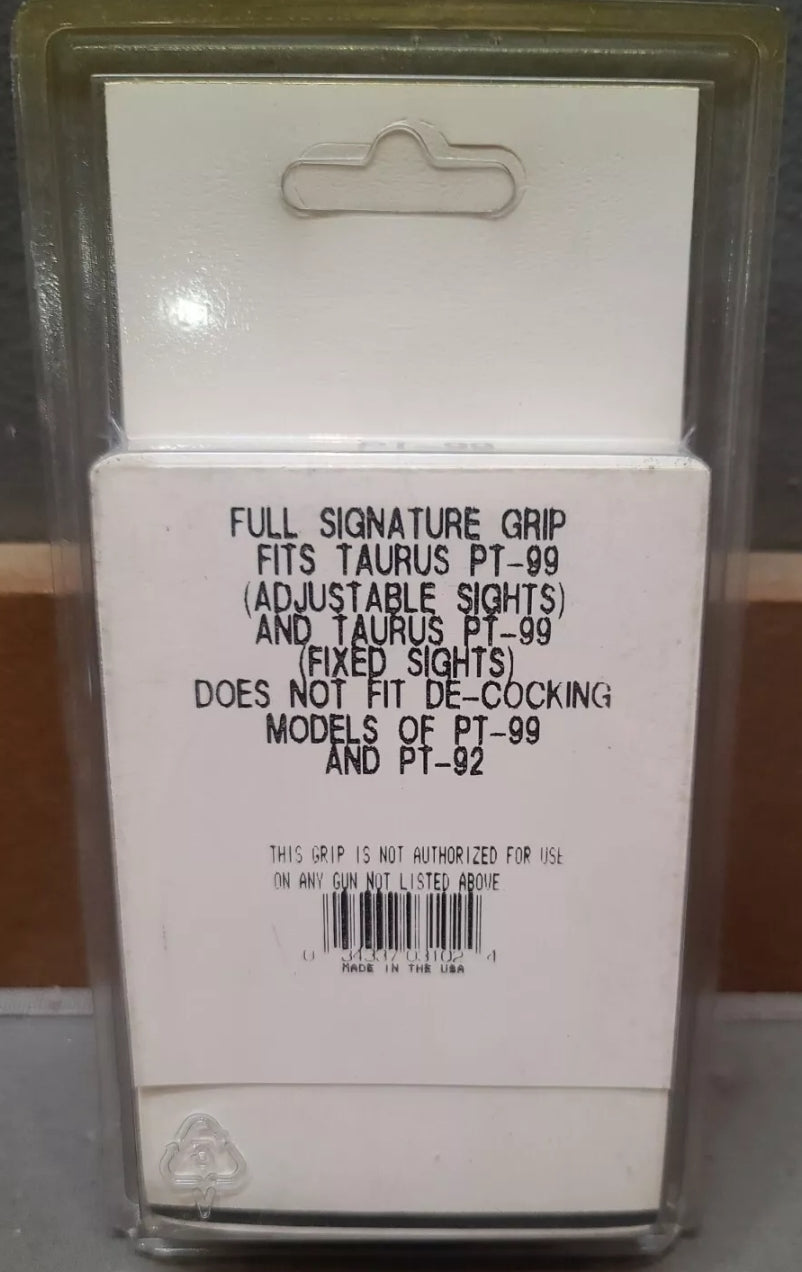 FULL SIGNATURE GRIP
FITS TAURUS PT-99
(ADJUSTABLE SIGHTS)
AND TAURUS PT-99
(FIXED SIGHTS)
DOES NOT FIT DE-COCKING
MODELS OF PT-99
AND PT-92
THIS GRIP IS NOT AUTHORIZED FOR USE
ON ANY GUN NOT LISTED ABOVE
0 34337 03102 4
MADE IN THE USA